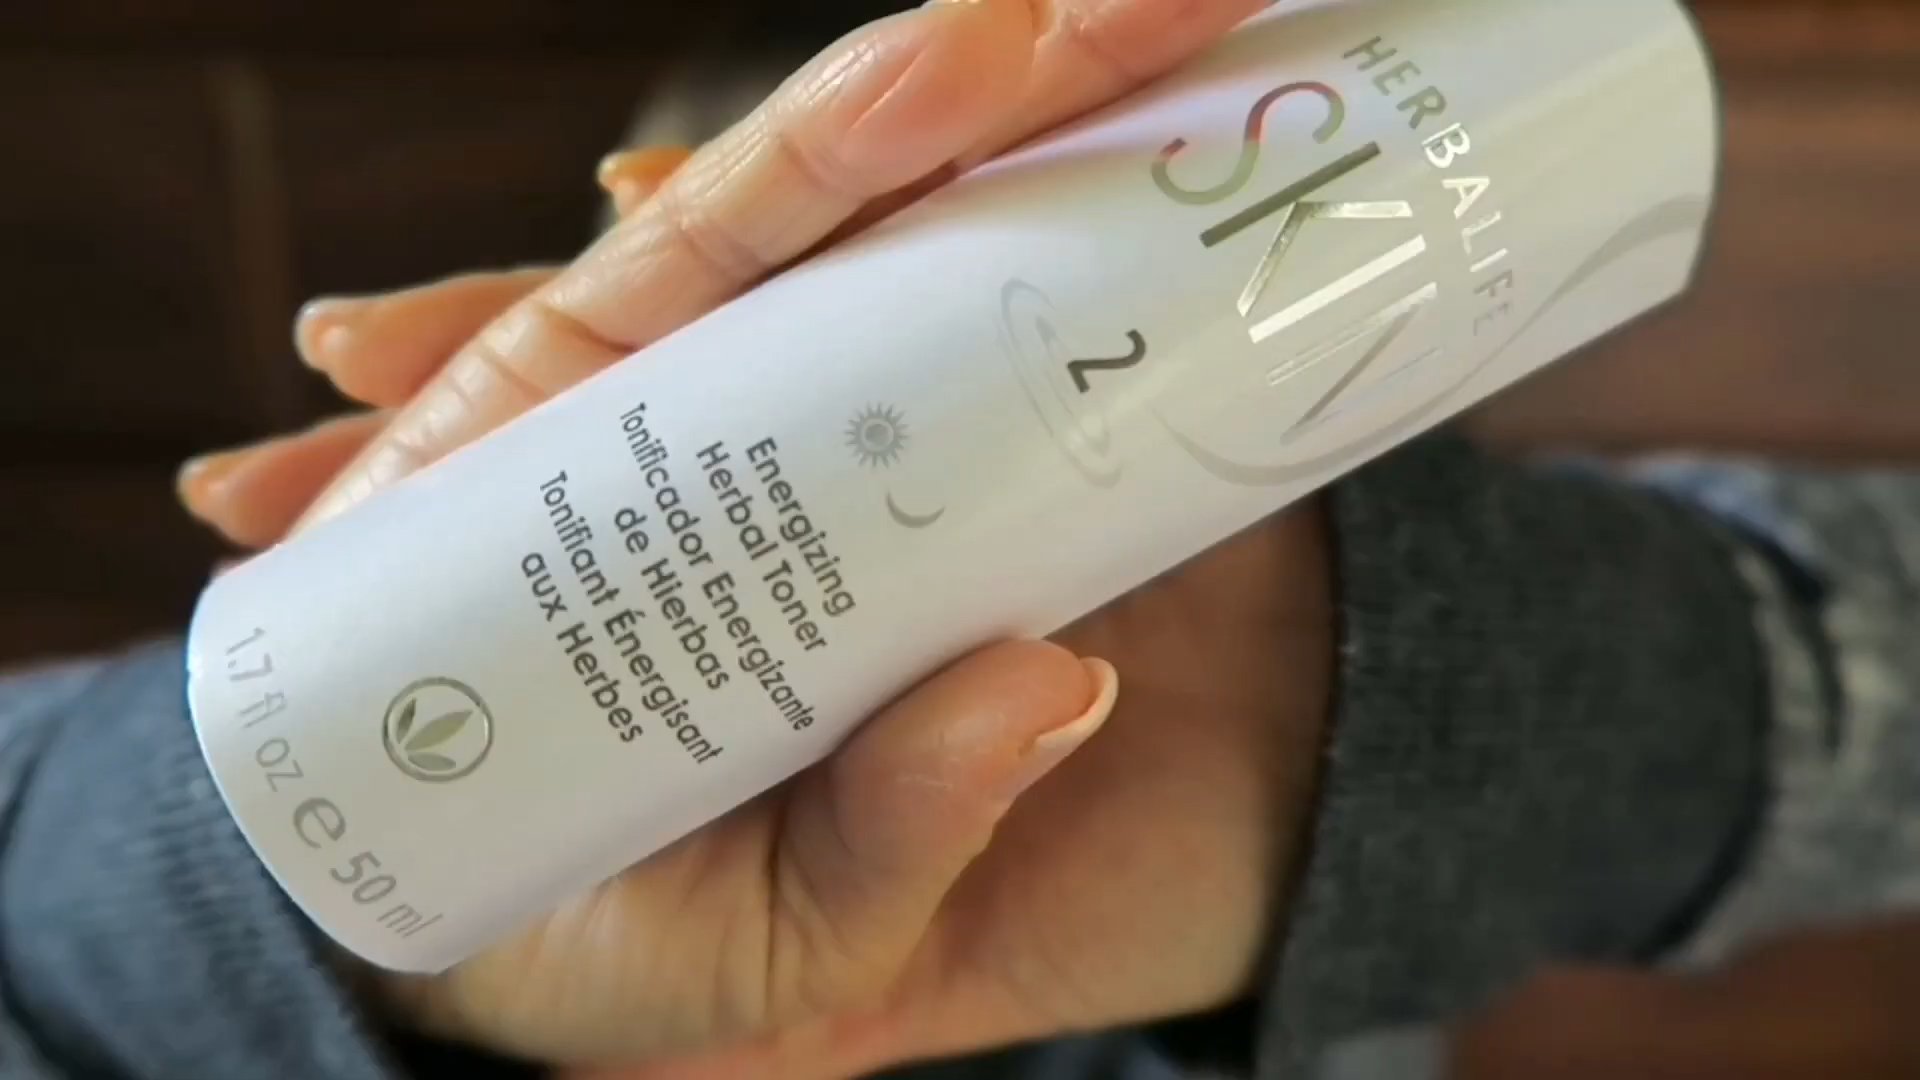 HERBALIFE
SKIN
2
Energizing
Herbal Toner
Tonificador Energizante
de Hierbas
Tonifiant Énergisant
aux Herbes
1.7 fl oz e 50 ml